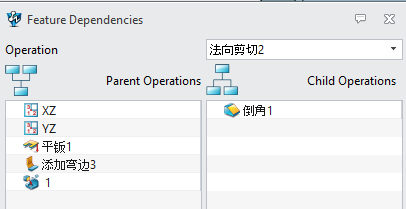 Feature Dependencies
Operation
法向剪切2
Parent Operations
Child Operations
XZ
YZ
平钣1
添加弯边3
1
倒角1